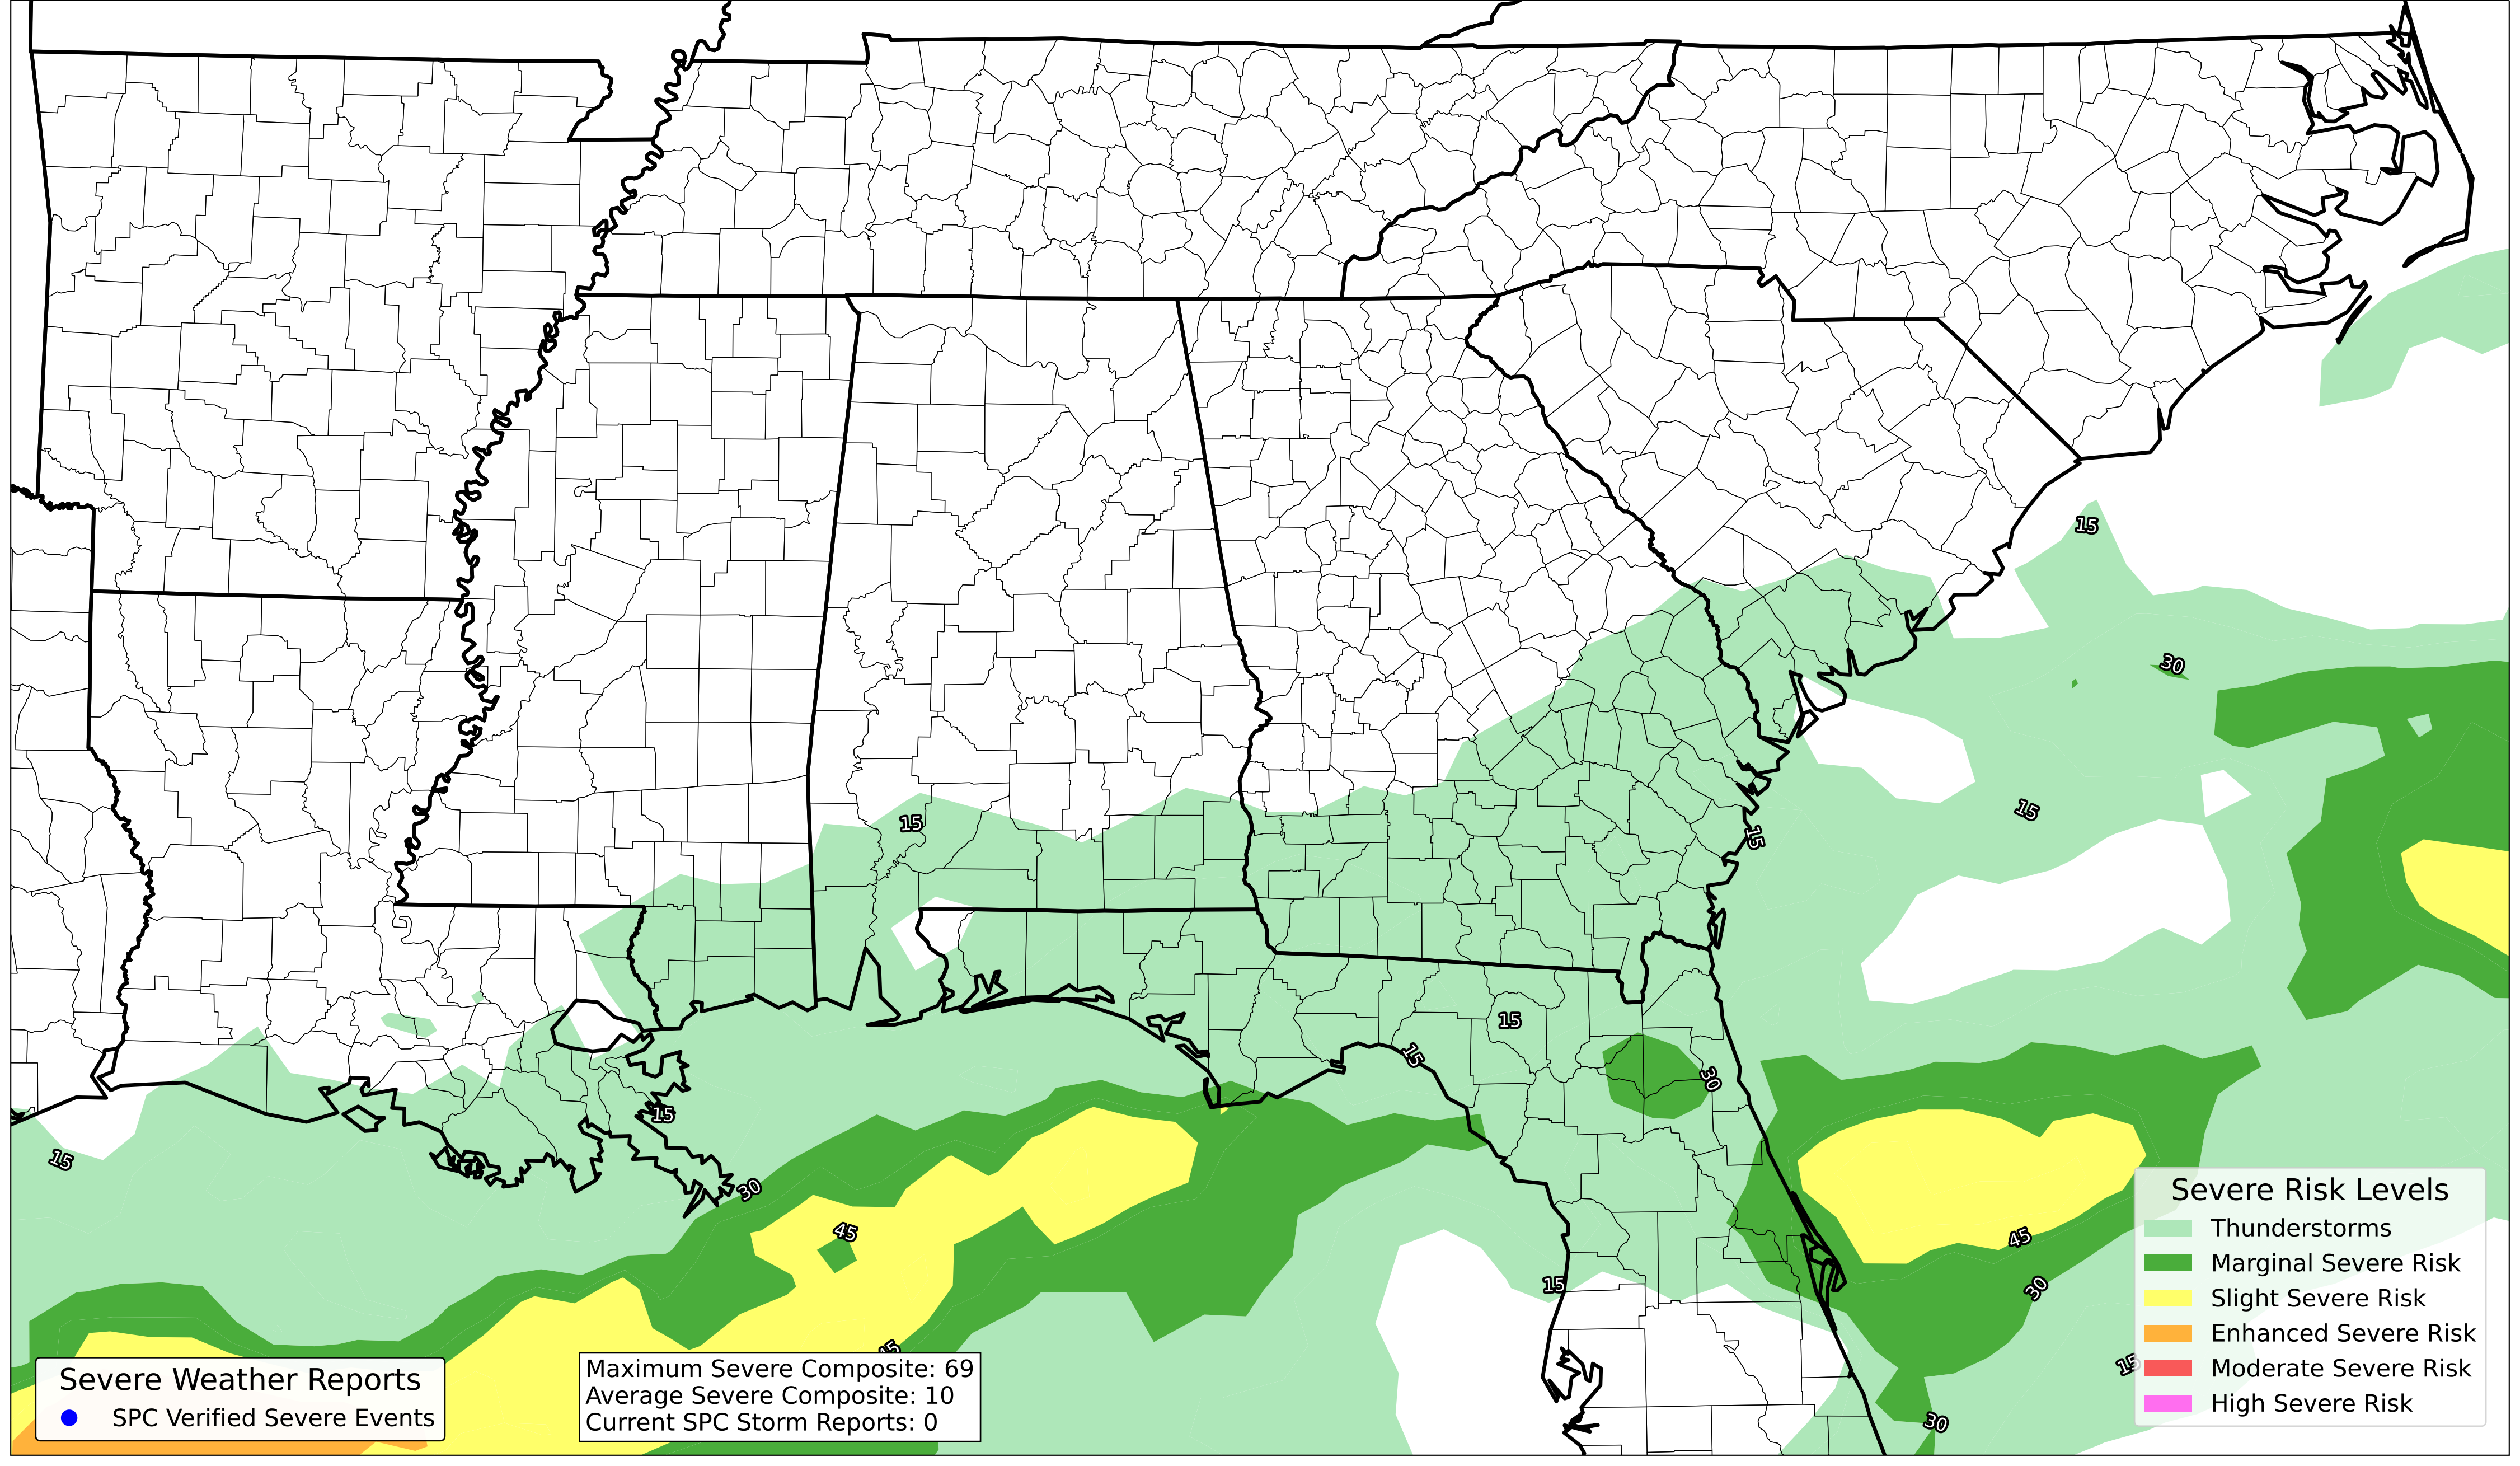 15
30
15
15
15
15
30
15
15
15
30
45
45
30
15
45
15
30
Severe Risk Levels
Thunderstorms
Marginal Severe Risk
Slight Severe Risk
Enhanced Severe Risk
Moderate Severe Risk
High Severe Risk
Severe Weather Reports
SPC Verified Severe Events
Maximum Severe Composite: 69
Average Severe Composite: 10
Current SPC Storm Reports: 0